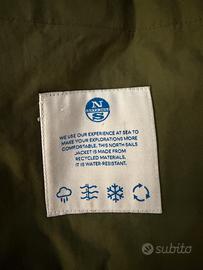 N
NORTH SAILS
S
WE USE OUR EXPERIENCE AT SEA TO
MAKE YOUR EXPLORATIONS MORE
COMFORTABLE. THIS NORTH SAILS
JACKET IS MADE FROM
RECYCLED MATERIALS,
IT IS WATER-RESISTANT.
subito